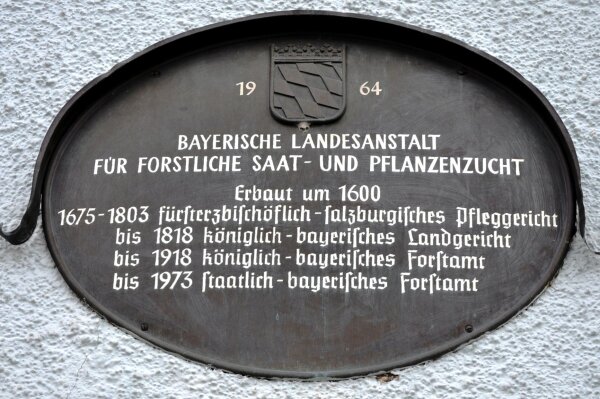 19 64
BAYERISCHE LANDESANSTALT
FÜR FORSTLICHE SAAT- UND PFLANZENZUCHT
Erbaut um 1600
1675-1803 fürsterzbischöflich-salzburgisches Pfleggericht
bis 1818 königlich-bayerisches Landgericht
bis 1918 königlich-bayerisches Forstamt
bis 1973 staatlich-bayerisches Forstamt